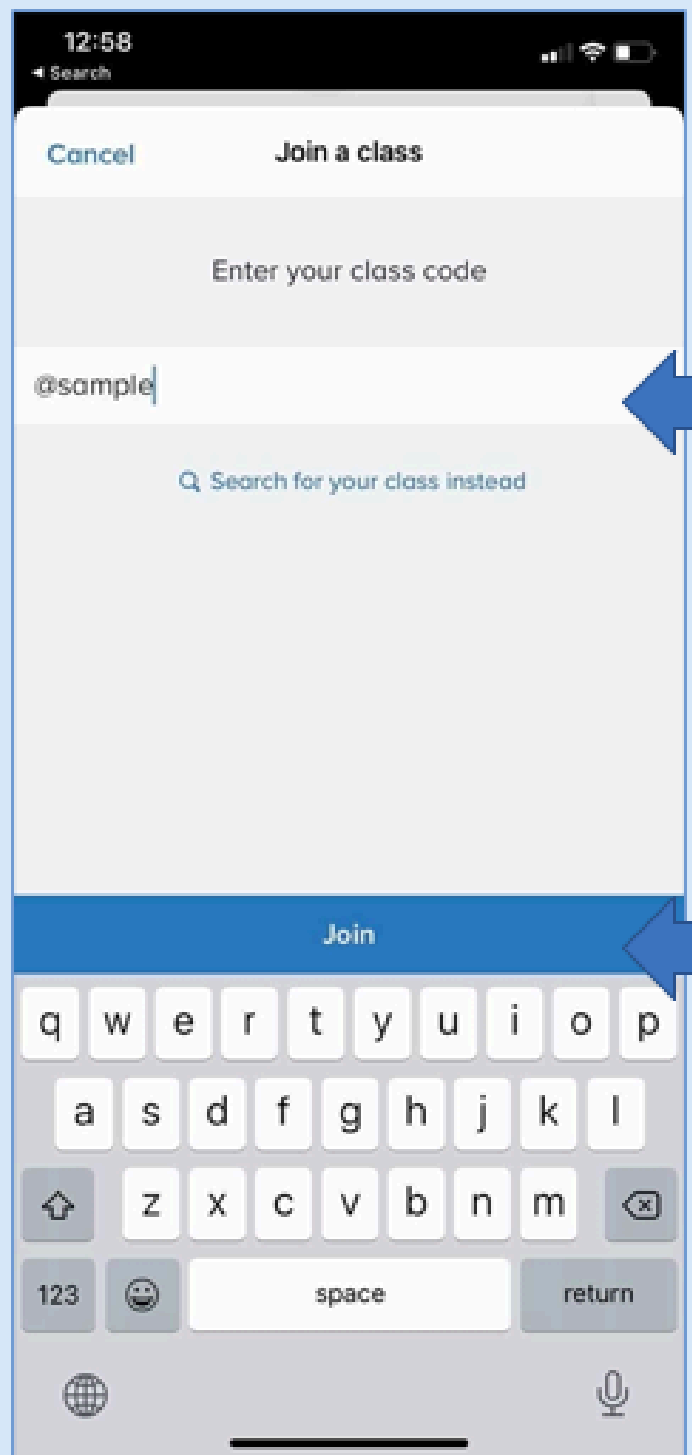 12:58
Search
Cancel Join a class
Enter your class code
@sample
Search for your class instead
Join
q w e r t y u i o p
a s d f g h j k l
z x c v b n m
123 space return